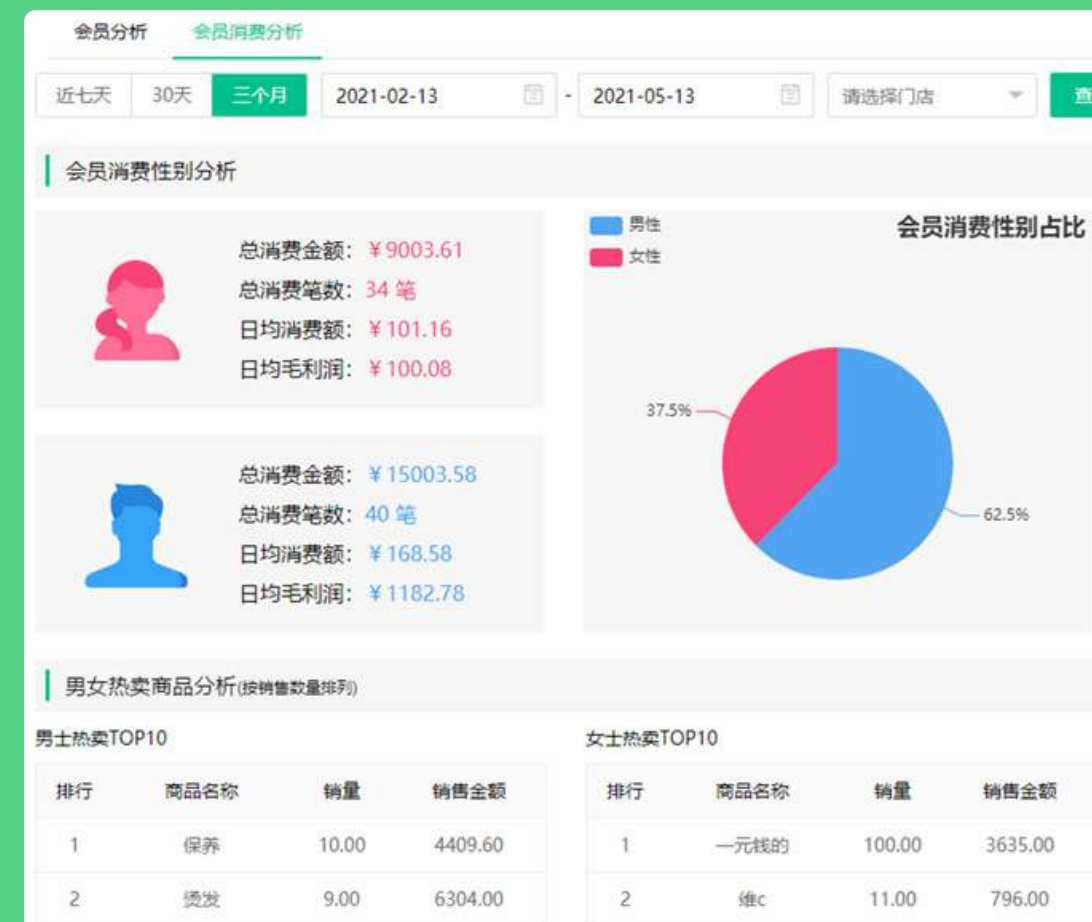 会员分析 会员消费分析
近七天 30天 三个月 2021-02-13 - 2021-05-13 请选择门店 查
会员消费性别分析
总消费金额：￥9003.61
总消费笔数：34 笔
日均消费额：￥101.16
日均毛利润：￥100.08
总消费金额：￥15003.58
总消费笔数：40 笔
日均消费额：￥168.58
日均毛利润：￥1182.78
男性
女性
会员消费性别占比
37.5%
62.5%
男女热卖商品分析(按销售数量排列)
男士热卖TOP10
排行 商品名称 销量 销售金额
1 保养 10.00 4409.60
2 烫发 9.00 6304.00
女士热卖TOP10
排行 商品名称 销量 销售金额
1 一元钱的 100.00 3635.00
2 维c 11.00 796.00